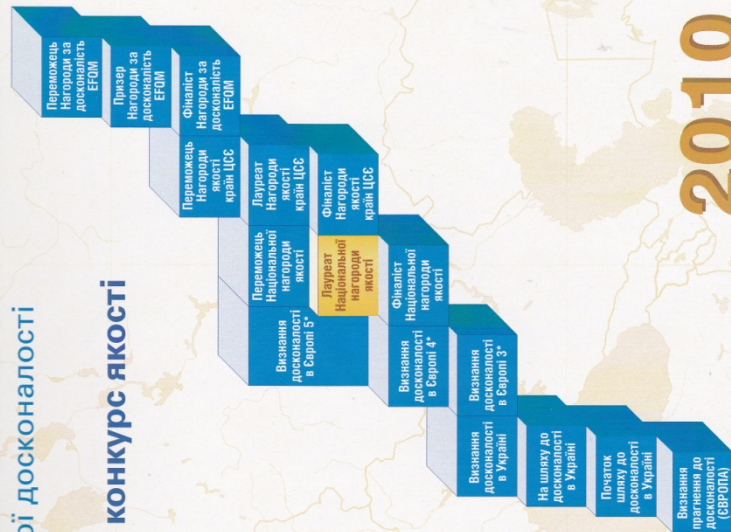 ої досконалості
конкурс якості
Переможець
Нагороди за
досконалість
EFQM
Призер
Нагороди за
досконалість
EFQM
Фіналіст
Нагороди за
досконалість
EFQM
Переможець
Нагороди
якості
країн ЦСЄ
Лауреат
Нагороди
якості
країн ЦСЄ
Фіналіст
Нагороди
якості
країн ЦСЄ
Переможець
Національної
нагороди
якості
Лауреат
Національної
нагороди
якості
Фіналіст
Національної
нагороди
якості
Визнання
досконалості
в Європі 5*
Визнання
досконалості
в Європі 4*
Визнання
досконалості
в Європі 3*
Визнання
досконалості
в Україні
На шляху до
досконалості
в Україні
Початок
шляху до
досконалості
в Україні
Визнання
прагнення до
досконалості
(ЄВРОПА)
2010